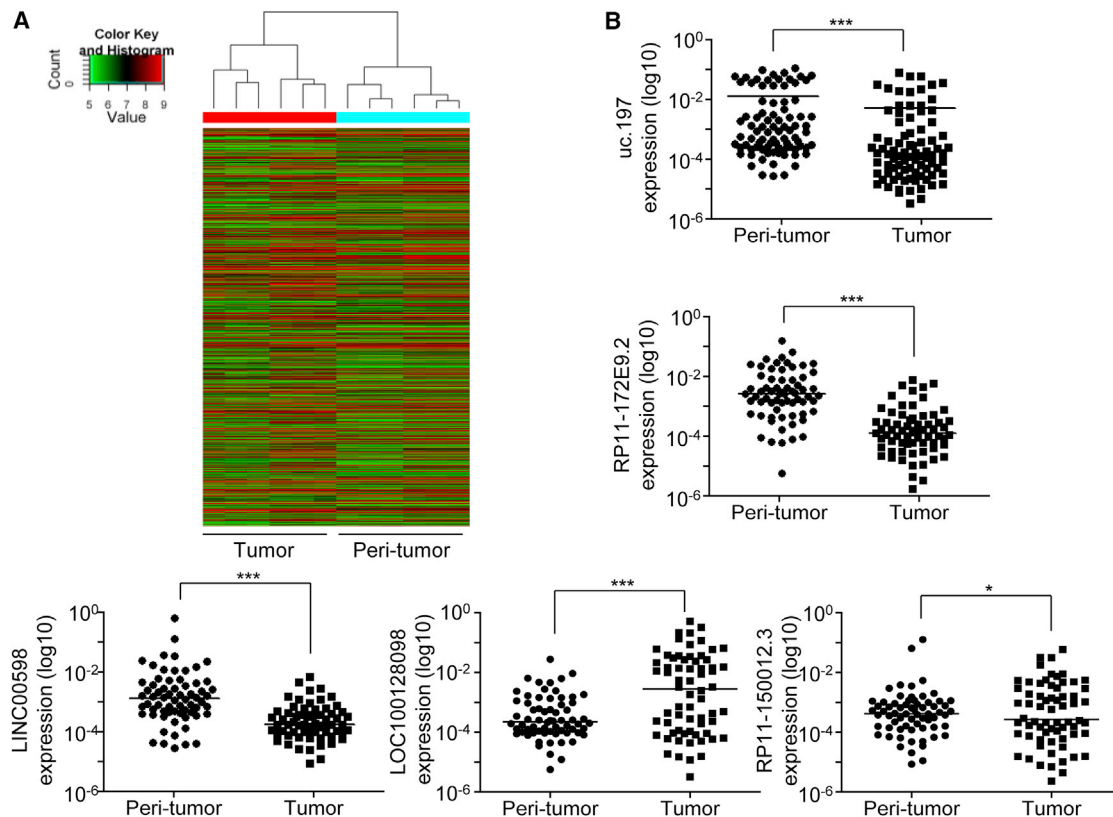 A
Color Key
and Histogram
Count
0
5 6 7 8 9
Value
Tumor Peri-tumor
B
***
uc.197
expression (log10)
10^0
10^-2
10^-4
10^-6
Peri-tumor Tumor
***
RP11-172E9.2
expression (log10)
10^0
10^-2
10^-4
10^-6
Peri-tumor Tumor
***
LINC00598
expression (log10)
10^0
10^-2
10^-4
10^-6
Peri-tumor Tumor
***
LOC100128098
expression (log10)
10^0
10^-2
10^-4
10^-6
Peri-tumor Tumor
*
RP11-150012.3
expression (log10)
10^0
10^-2
10^-4
10^-6
Peri-tumor Tumor